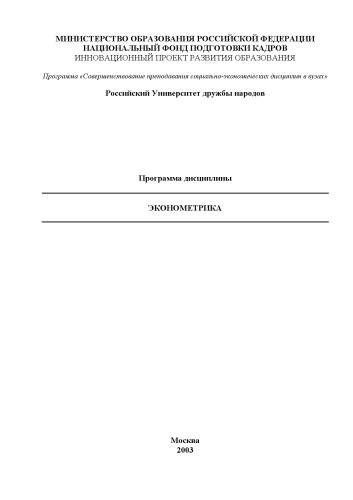 МИНИСТЕРСТВО ОБРАЗОВАНИЯ РОССИЙСКОЙ ФЕДЕРАЦИИ
НАЦИОНАЛЬНЫЙ ФОНД ПОДГОТОВКИ КАДРОВ
ИННОВАЦИОННЫЙ ПРОЕКТ РАЗВИТИЯ ОБРАЗОВАНИЯ
Программа «Совершенствование преподавания социально-экономических дисциплин в вузах»
Российский Университет дружбы народов
Программа дисциплины
ЭКОНОМЕТРИКА
Москва
2003